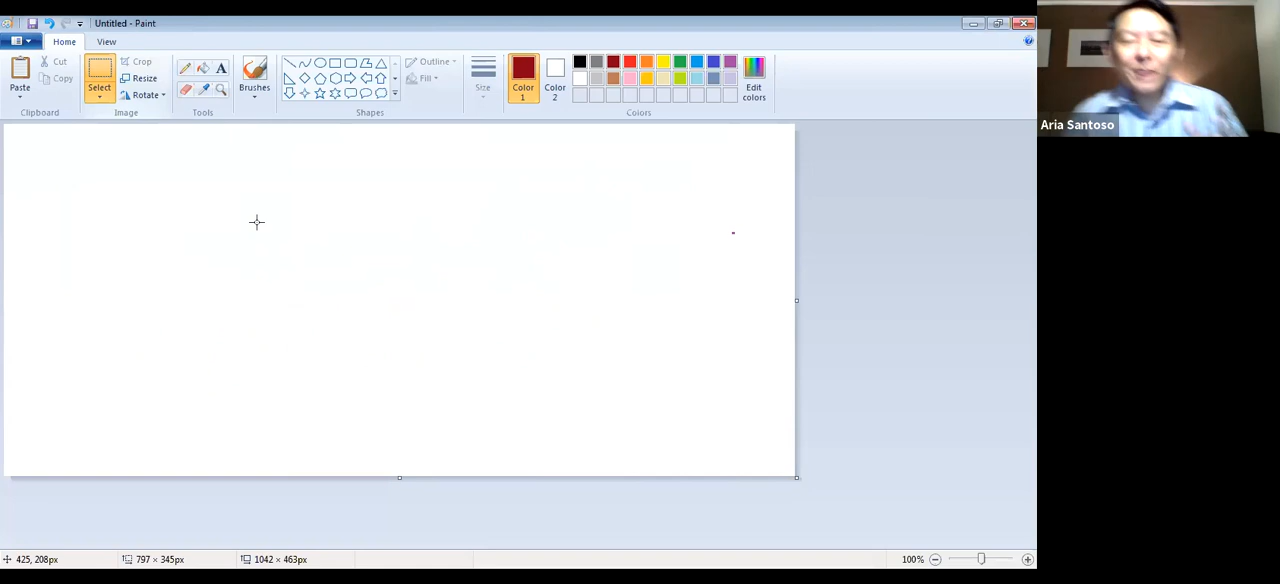 Untitled - Paint
Home View
Paste Cut Copy Select Crop Resize Rotate A Brushes Outline Fill Size Color 1 Color 2 Edit colors
Clipboard Image Tools Shapes Colors
Aria Santoso
425, 208px 797 × 345px 1042 × 463px 100%